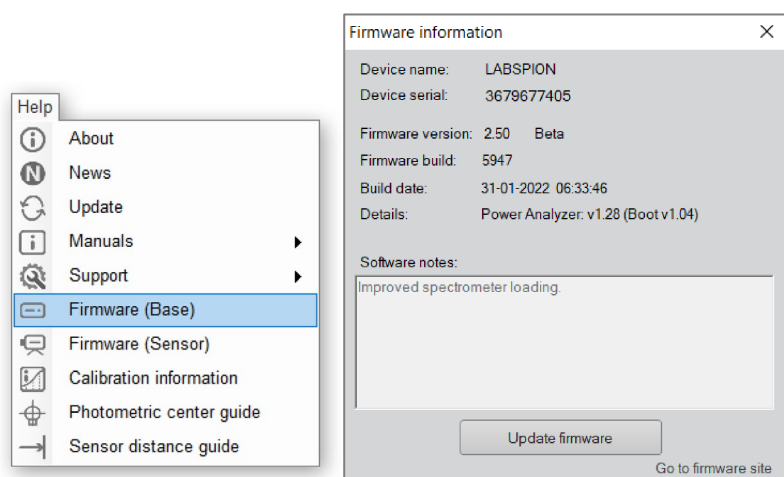 Help
About
News
Update
Manuals
Support
Firmware (Base)
Firmware (Sensor)
Calibration information
Photometric center guide
Sensor distance guide
Firmware information
Device name: LABSPION
Device serial: 3679677405
Firmware version: 2.50 Beta
Firmware build: 5947
Build date: 31-01-2022 06:33:46
Details: Power Analyzer: v1.28 (Boot v1.04)
Software notes:
Improved spectrometer loading.
Update firmware
Go to firmware site